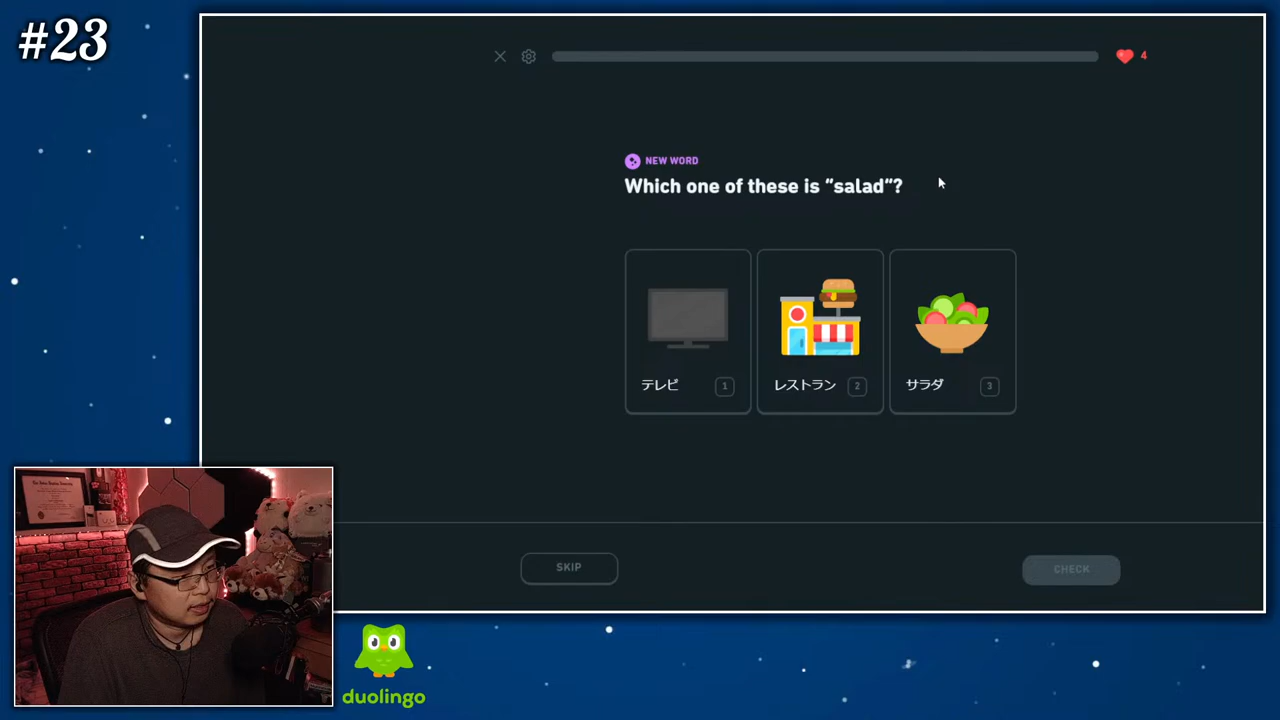 #23
4
NEW WORD
Which one of these is “salad”?
テレビ 1
レストラン 2
サラダ 3
SKIP
CHECK
duolingo